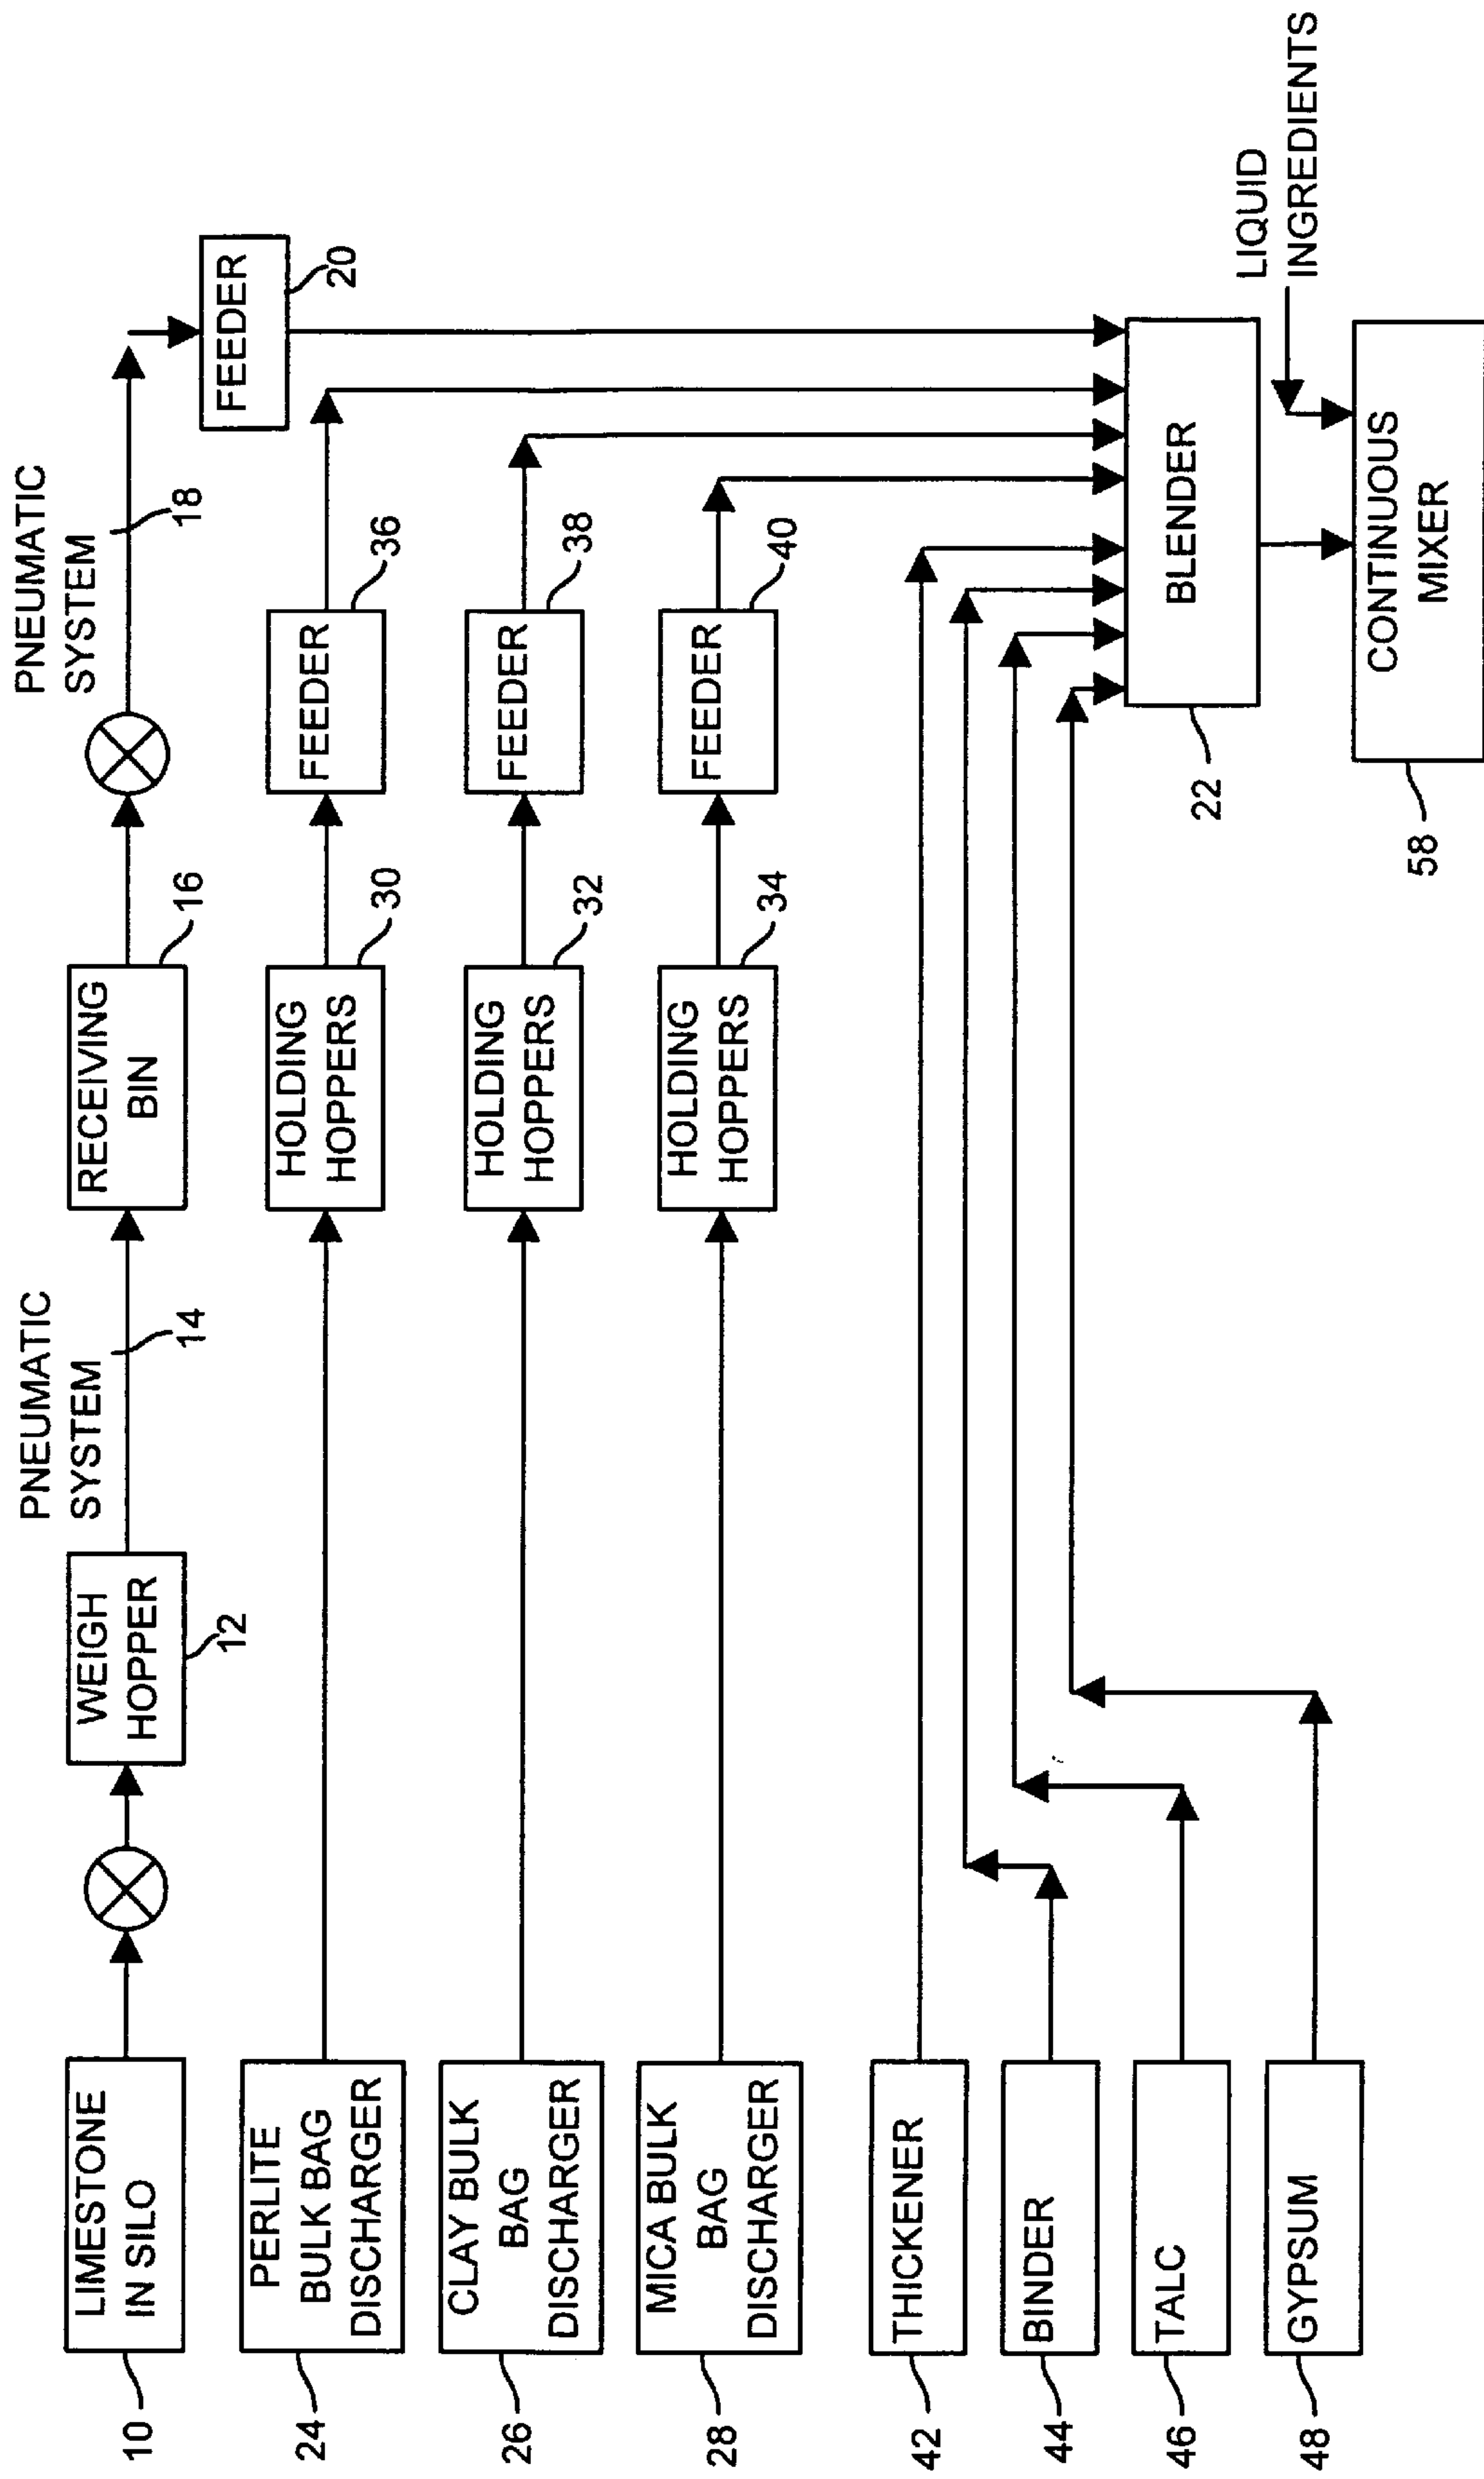 PNEUMATIC
SYSTEM
14
PNEUMATIC
SYSTEM
18
LIMESTONE
IN SILO
10
WEIGH
HOPPER
12
RECEIVING
BIN
16
FEEDER
20
PERLITE
BULK BAG
DISCHARGER
24
HOLDING
HOPPERS
30
FEEDER
36
CLAY BULK
BAG
DISCHARGER
26
HOLDING
HOPPERS
32
FEEDER
38
MICA BULK
BAG
DISCHARGER
28
HOLDING
HOPPERS
34
FEEDER
40
THICKENER
42
BINDER
44
TALC
46
GYPSUM
48
BLENDER
22
LIQUID
INGREDIENTS
CONTINUOUS
MIXER
58